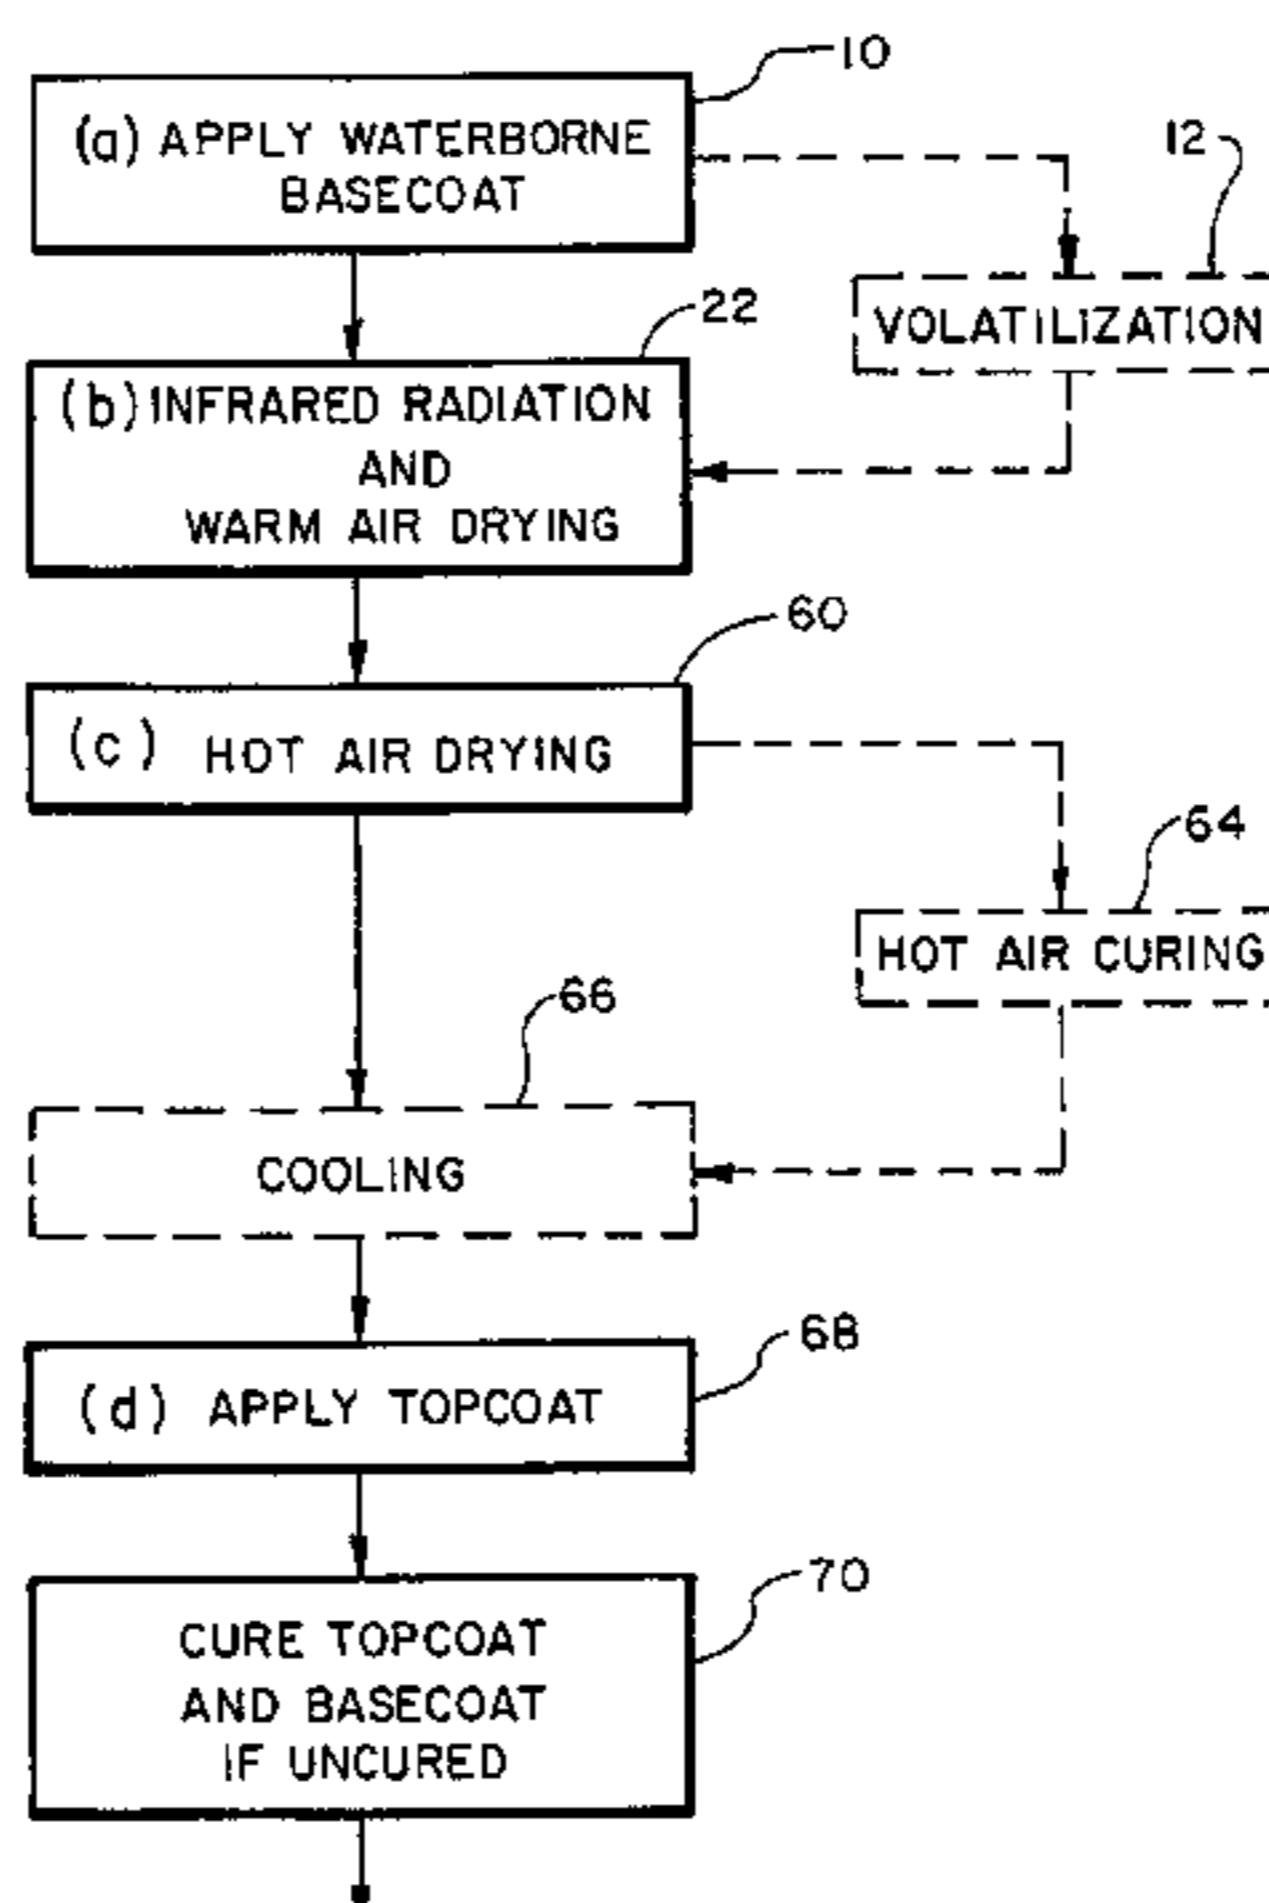 10
(a) APPLY WATERBORNE
BASECOAT
12
VOLATILIZATION
22
(b) INFRARED RADIATION
AND
WARM AIR DRYING
60
(c) HOT AIR DRYING
64
HOT AIR CURING
66
COOLING
68
(d) APPLY TOPCOAT
70
CURE TOPCOAT
AND BASECOAT
IF UNCURED